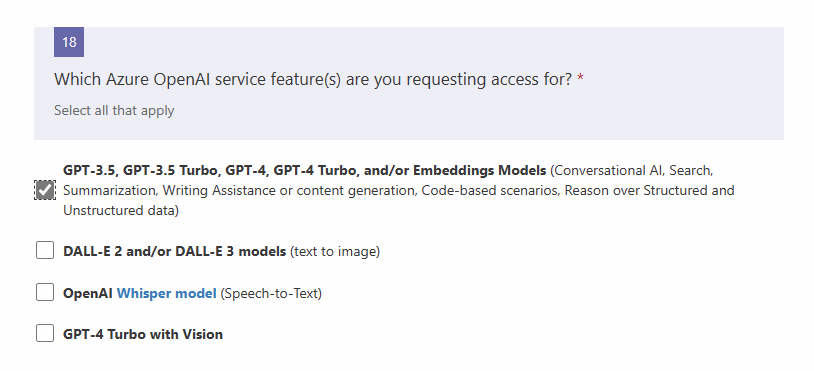 18
Which Azure OpenAI service feature(s) are you requesting access for? *
Select all that apply
GPT-3.5, GPT-3.5 Turbo, GPT-4, GPT-4 Turbo, and/or Embeddings Models (Conversational AI, Search,
Summarization, Writing Assistance or content generation, Code-based scenarios, Reason over Structured and
Unstructured data)
DALL-E 2 and/or DALL-E 3 models (text to image)
OpenAI Whisper model (Speech-to-Text)
GPT-4 Turbo with Vision